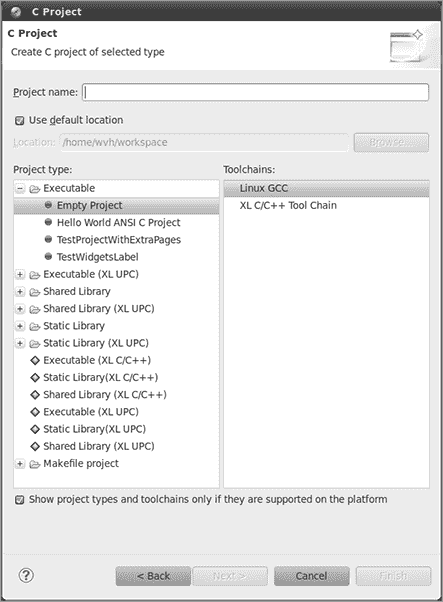 C Project
C Project
Create C project of selected type
Project name:
Use default location
Location: /home/wvh/workspace Browse...
Project type:
Executable
Empty Project
Hello World ANSI C Project
TestProjectWithExtraPages
TestWidgetsLabel
Executable (XL UPC)
Shared Library
Shared Library (XL UPC)
Static Library
Static Library (XL UPC)
Executable (XL C/C++)
Static Library(XL C/C++)
Shared Library (XL C/C++)
Executable (XL UPC)
Static Library(XL UPC)
Shared Library (XL UPC)
Makefile project
Toolchains:
Linux GCC
XL C/C++ Tool Chain
Show project types and toolchains only if they are supported on the platform
? < Back Next > Cancel Finish